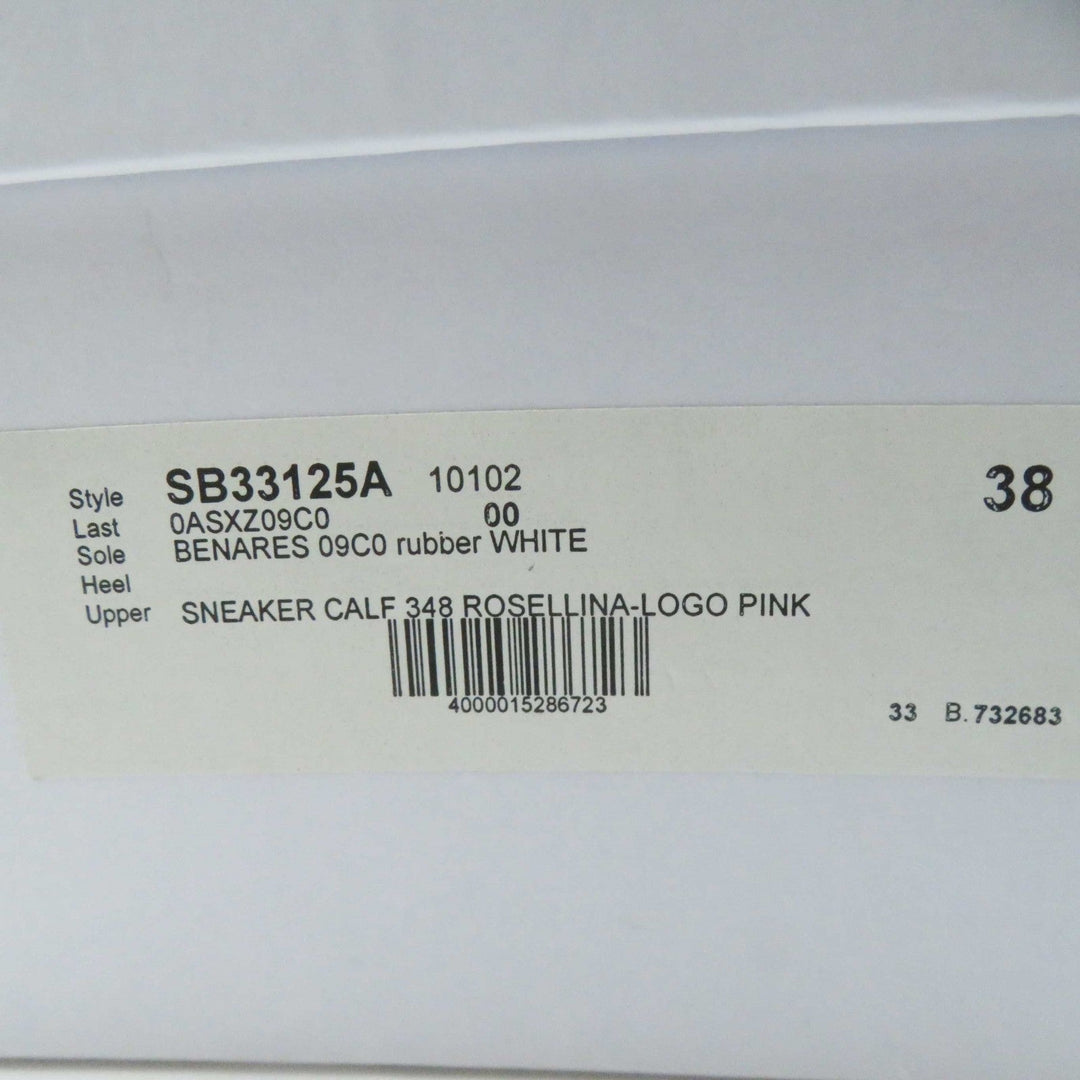 Style SB33125A 10102 38
Last 0ASXZ09C0 00
Sole BENARES 09C0 rubber WHITE
Heel
Upper SNEAKER CALF 348 ROSELLINA-LOGO PINK
4000015286723
33 B. 732683